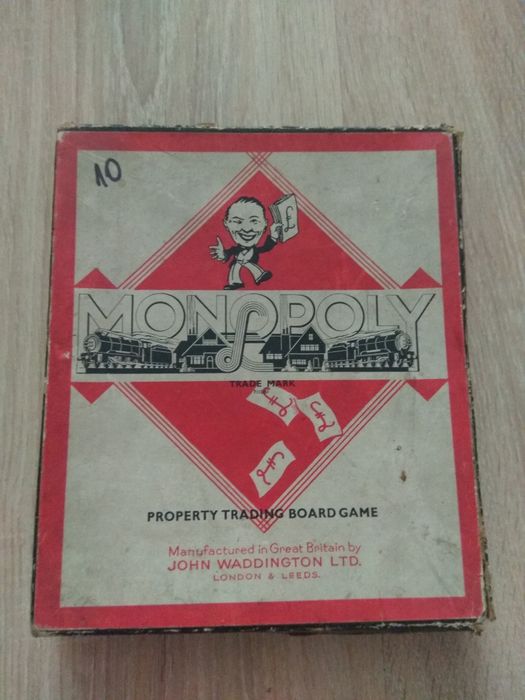 10
£
MONOPOLY
TRADE MARK
£
£
£
PROPERTY TRADING BOARD GAME
Manufactured in Great Britain by
JOHN WADDINGTON LTD.
LONDON & LEEDS.